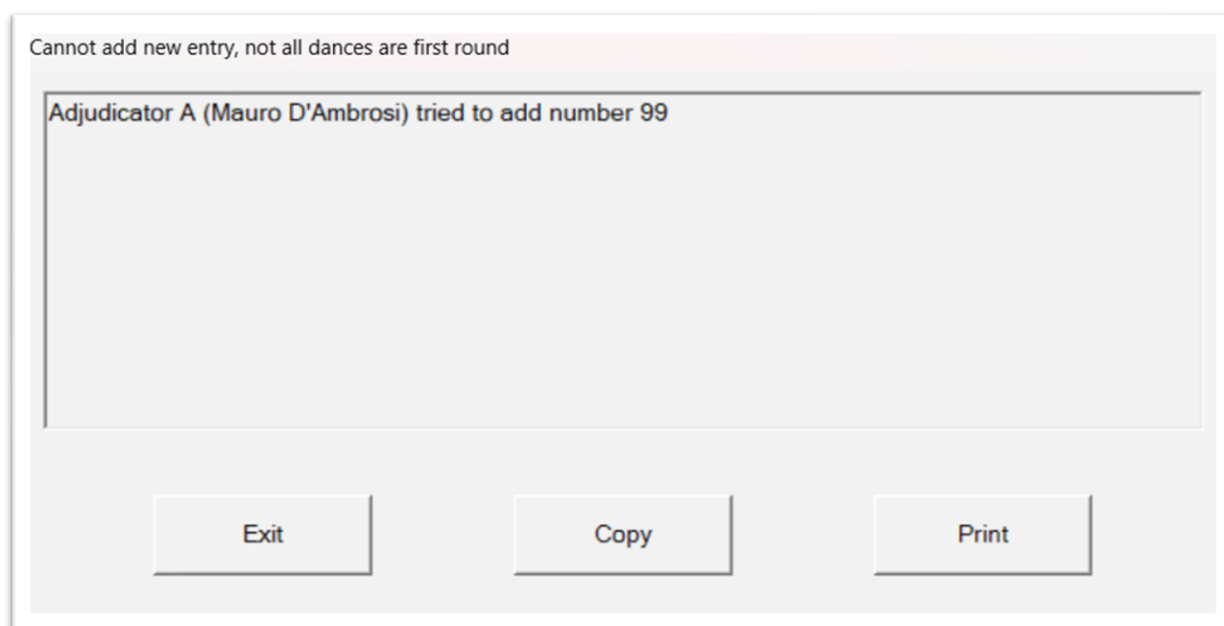 Cannot add new entry, not all dances are first round
Adjudicator A (Mauro D'Ambrosi) tried to add number 99
Exit
Copy
Print